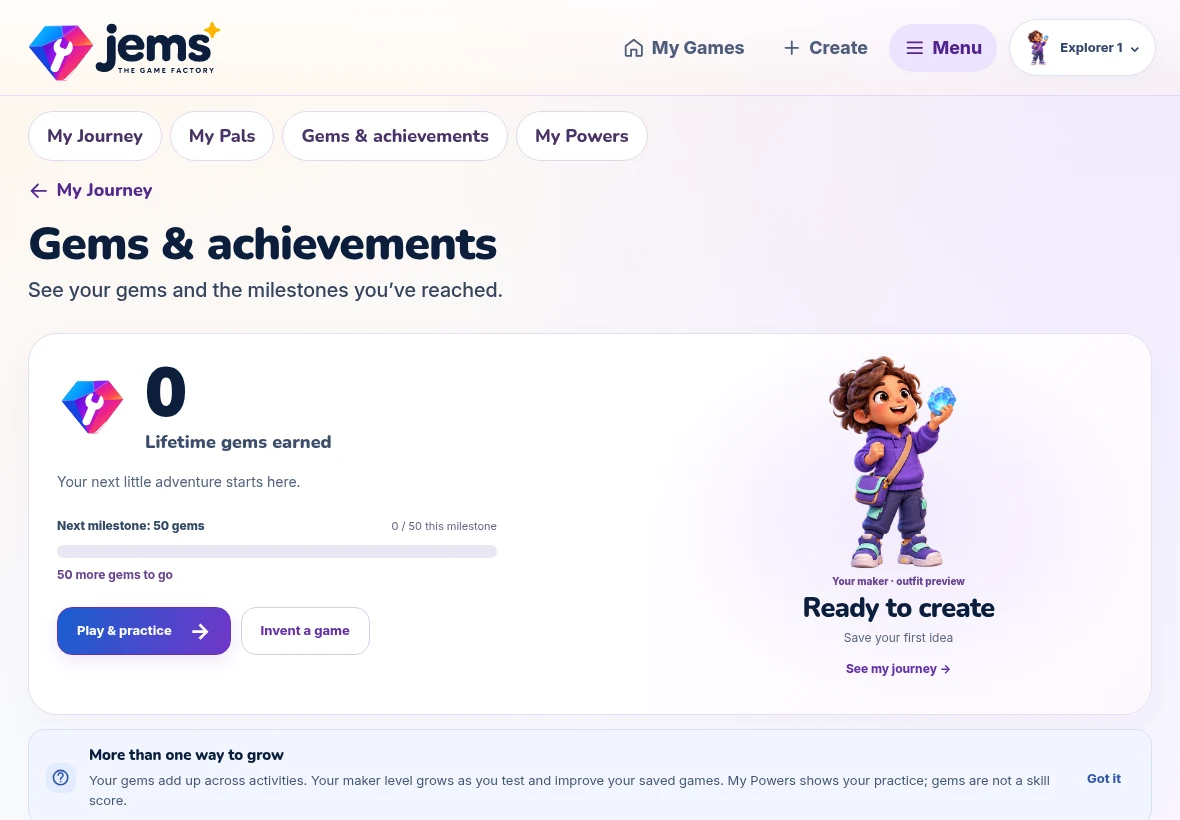 jems
THE GAME FACTORY
My Games
Create
Menu
Explorer 1
My Journey
My Pals
Gems & achievements
My Powers
My Journey
Gems & achievements
See your gems and the milestones you’ve reached.
0
Lifetime gems earned
Your next little adventure starts here.
Next milestone: 50 gems
0 / 50 this milestone
50 more gems to go
Play & practice
Invent a game
Your maker · outfit preview
Ready to create
Save your first idea
See my journey →
More than one way to grow
Your gems add up across activities. Your maker level grows as you test and improve your saved games. My Powers shows your practice; gems are not a skill
score.
Got it